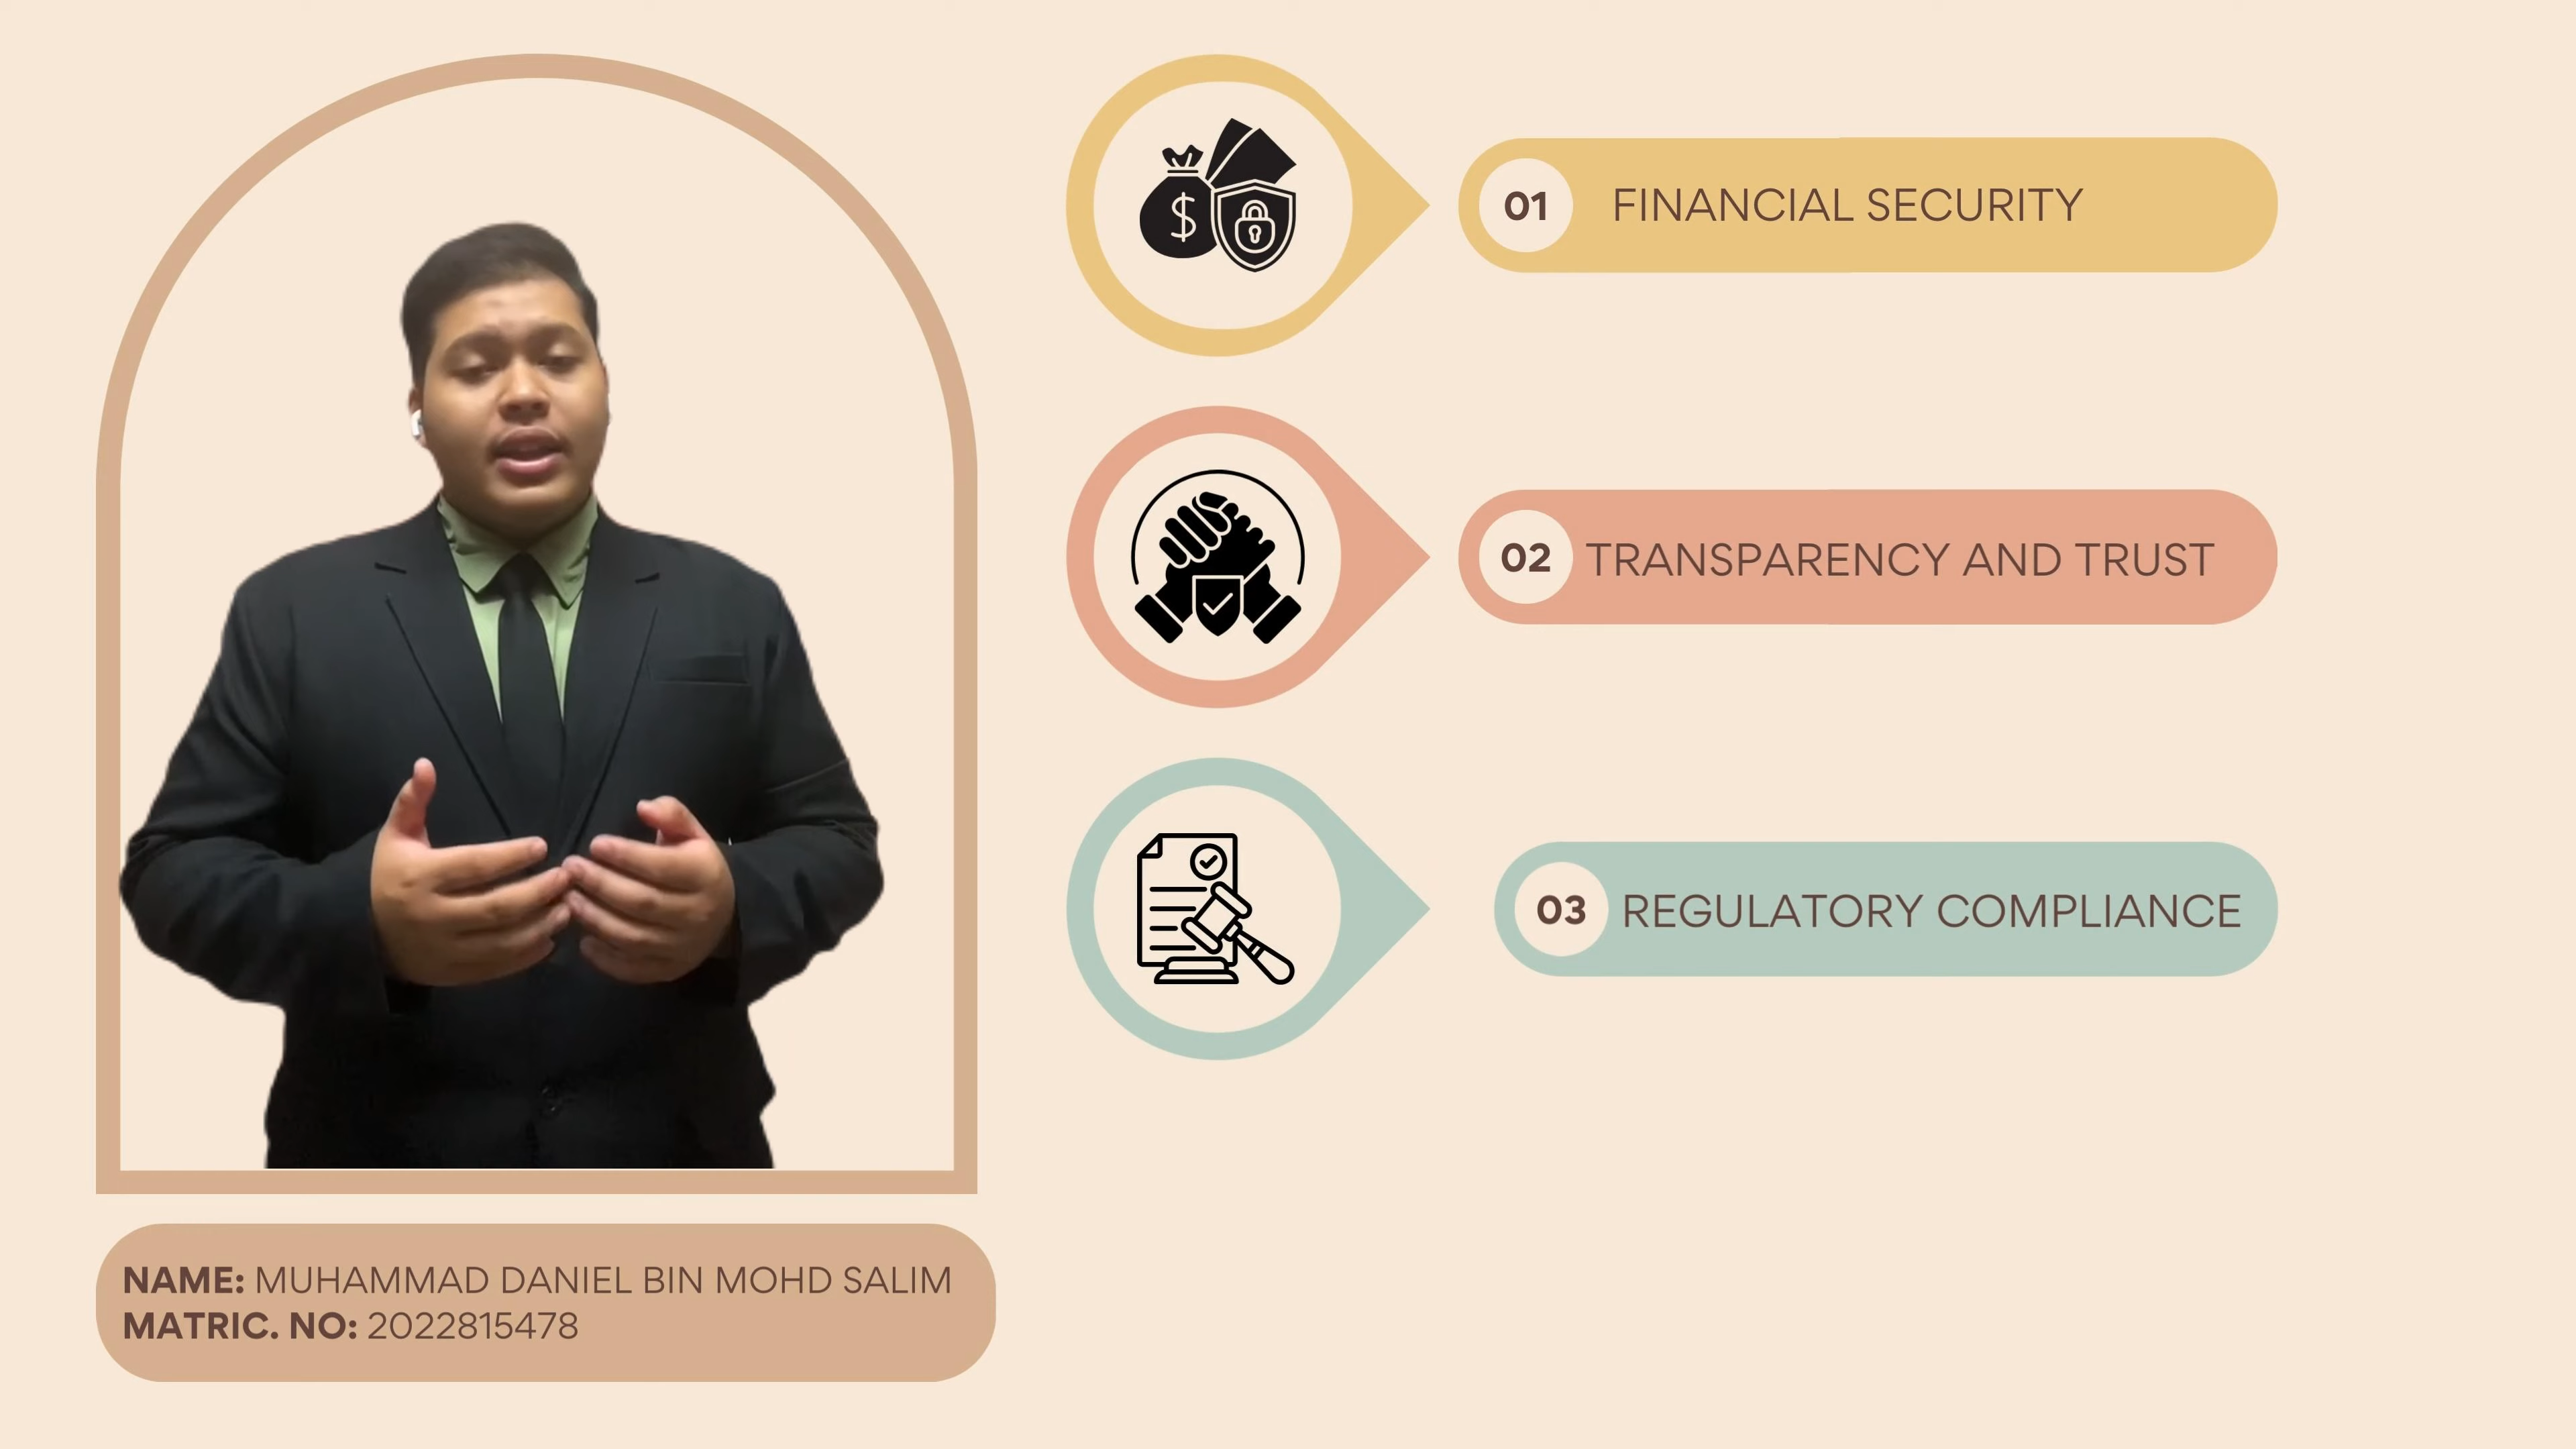 01 FINANCIAL SECURITY
02 TRANSPARENCY AND TRUST
03 REGULATORY COMPLIANCE
NAME: MUHAMMAD DANIEL BIN MOHD SALIM
MATRIC. NO: 2022815478